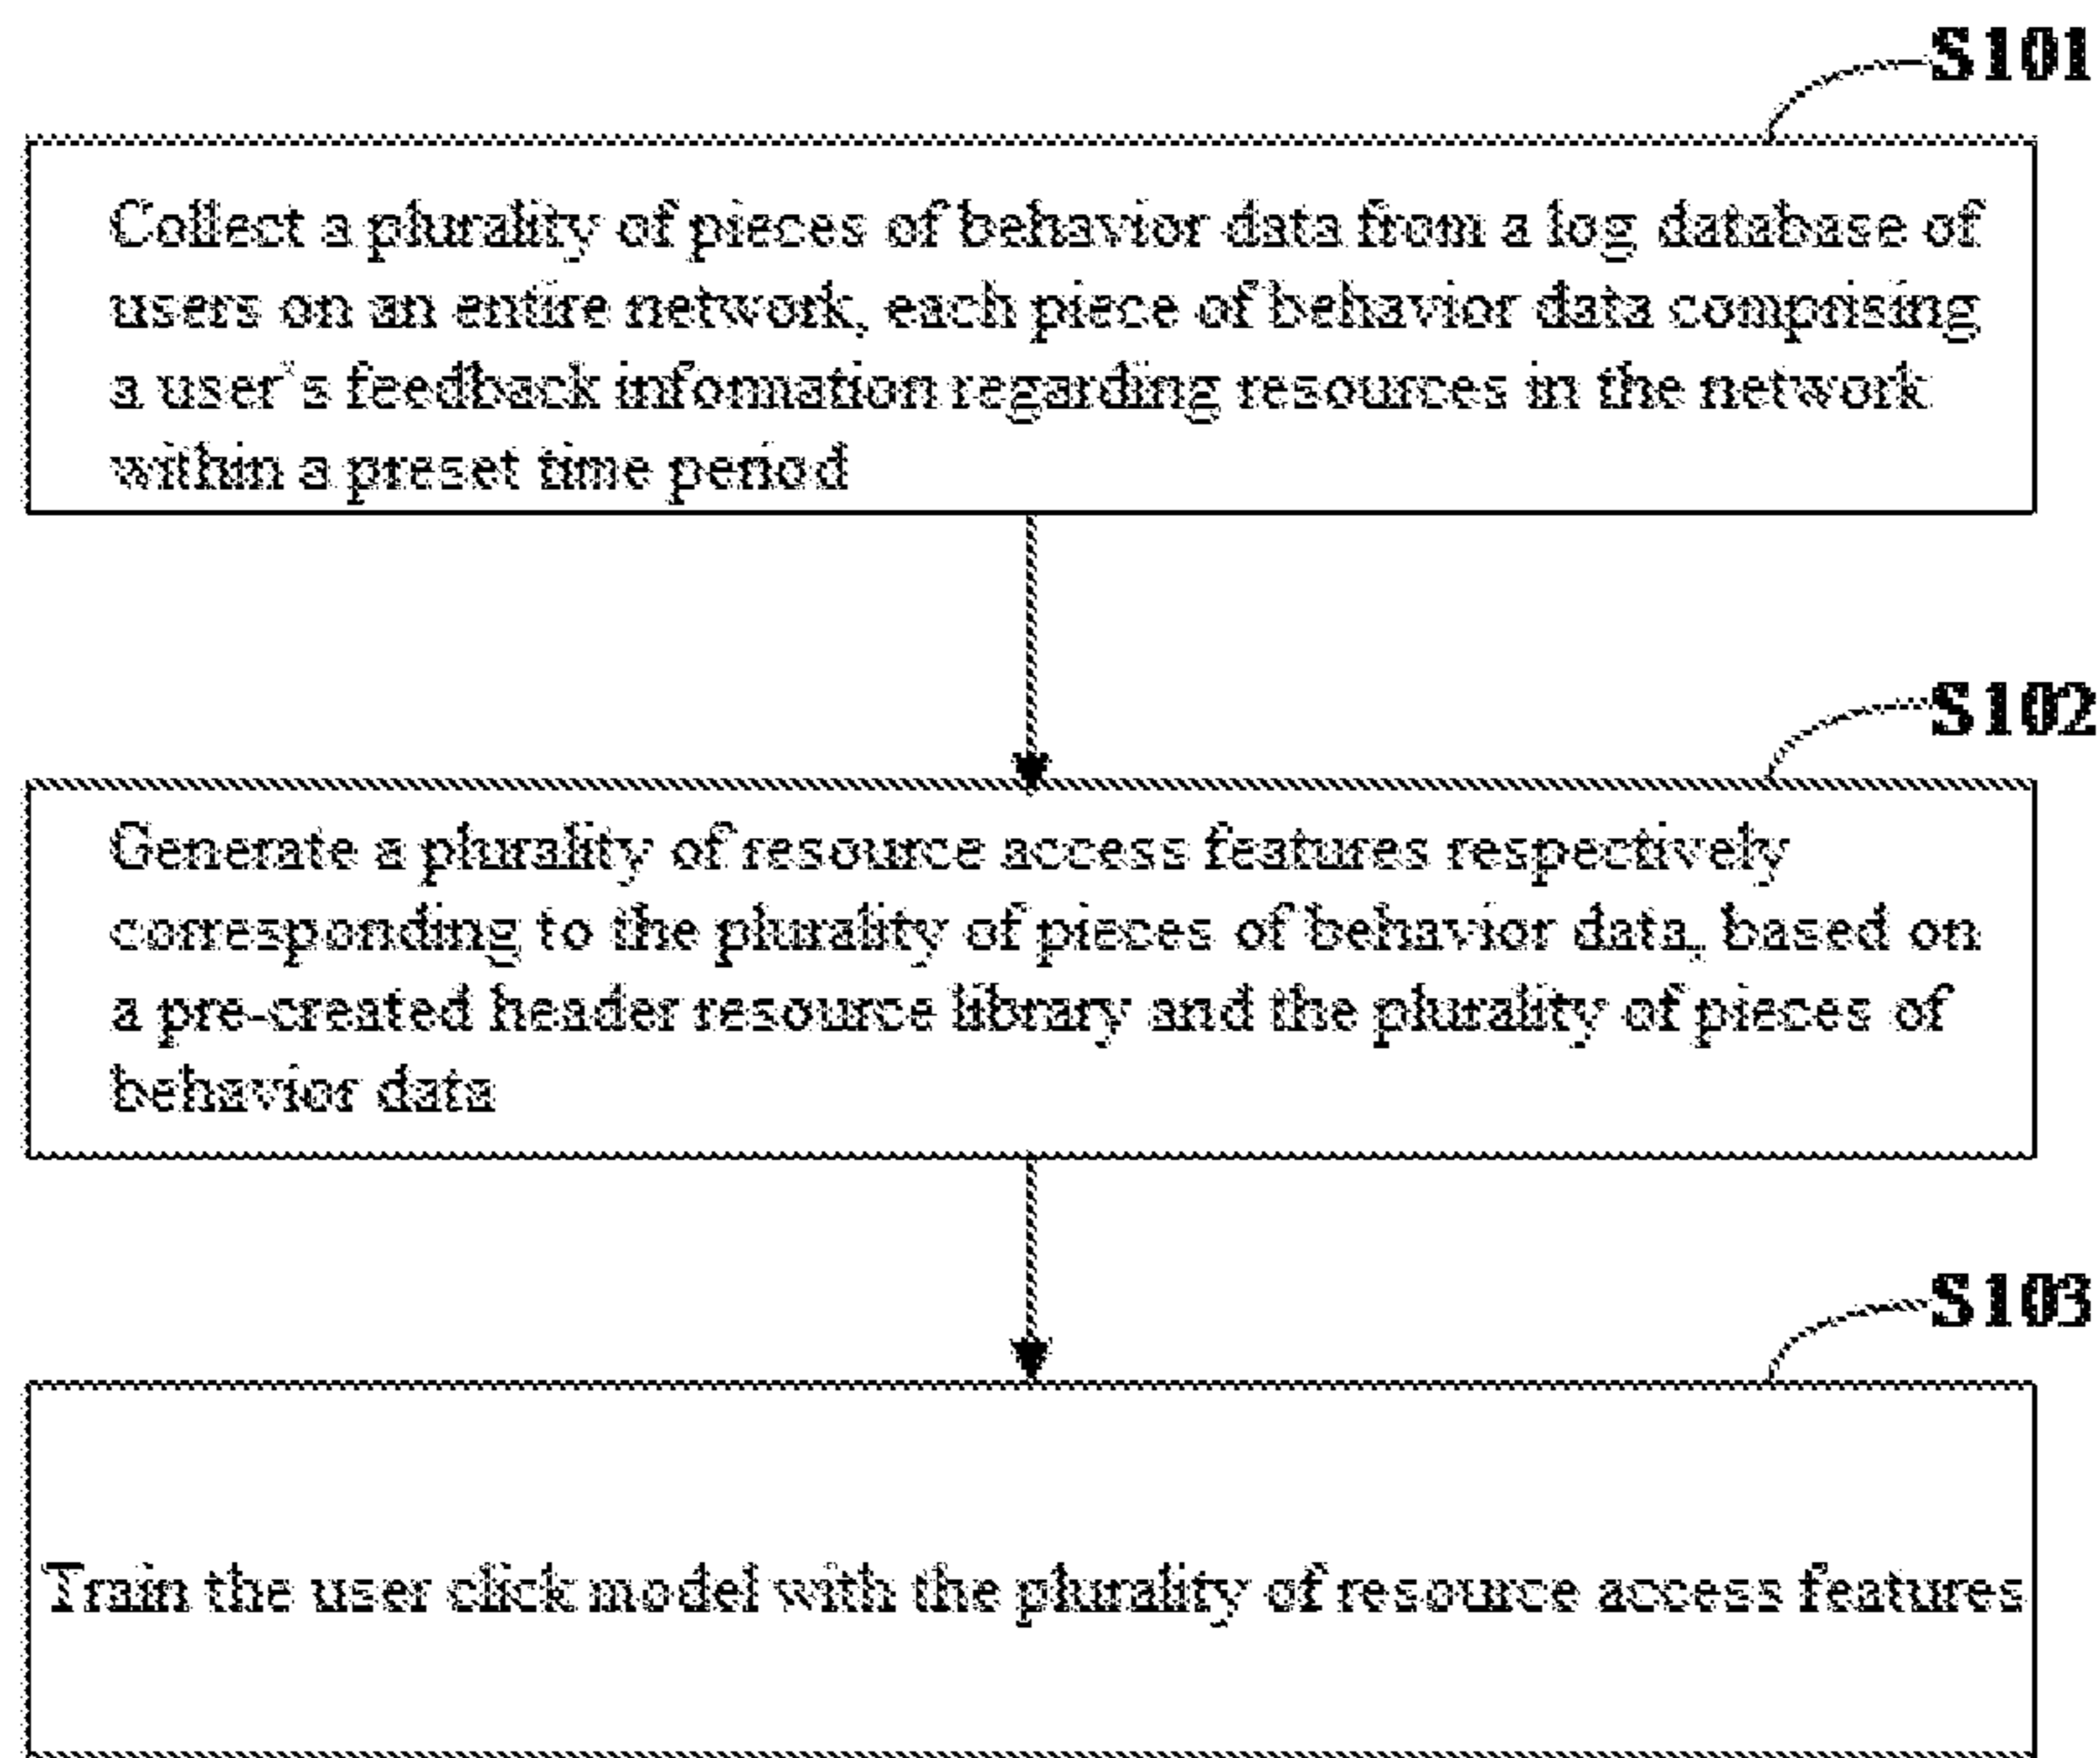 S101
Collect a plurality of pieces of behavior data from a log database of
users on an entire network, each piece of behavior data comprising
a user's feedback information regarding resources in the network
within a preset time period
S102
Generate a plurality of resource access features respectively
corresponding to the plurality of pieces of behavior data, based on
a pre-created header resource library and the plurality of pieces of
behavior data
S103
Train the user click model with the plurality of resource access features